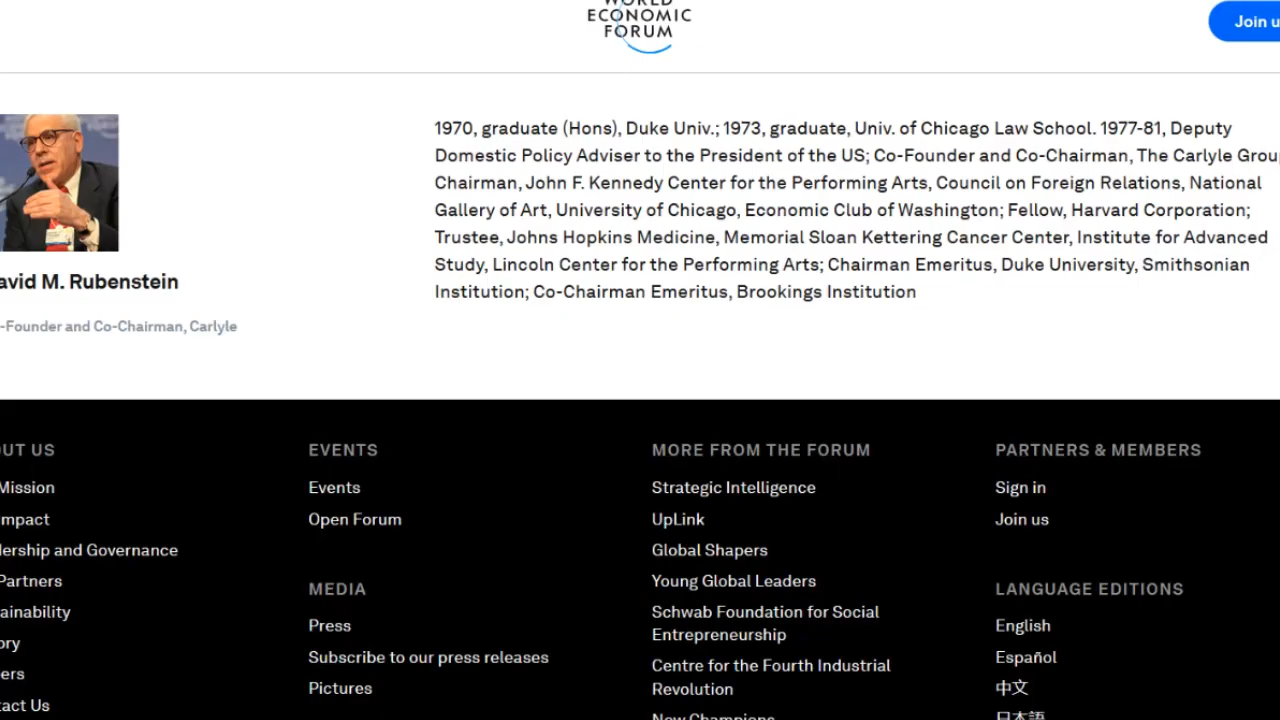 WORLD
ECONOMIC
FORUM
Join u
1970, graduate (Hons), Duke Univ.; 1973, graduate, Univ. of Chicago Law School. 1977-81, Deputy
Domestic Policy Adviser to the President of the US; Co-Founder and Co-Chairman, The Carlyle Grou
Chairman, John F. Kennedy Center for the Performing Arts, Council on Foreign Relations, National
Gallery of Art, University of Chicago, Economic Club of Washington; Fellow, Harvard Corporation;
Trustee, Johns Hopkins Medicine, Memorial Sloan Kettering Cancer Center, Institute for Advanced
Study, Lincoln Center for the Performing Arts; Chairman Emeritus, Duke University, Smithsonian
Institution; Co-Chairman Emeritus, Brookings Institution
avid M. Rubenstein
-Founder and Co-Chairman, Carlyle
OUT US
Mission
mpact
dership and Governance
Partners
ainability
ory
ers
tact Us
EVENTS
Events
Open Forum
MEDIA
Press
Subscribe to our press releases
Pictures
MORE FROM THE FORUM
Strategic Intelligence
UpLink
Global Shapers
Young Global Leaders
Schwab Foundation for Social
Entrepreneurship
Centre for the Fourth Industrial
Revolution
New Champions
PARTNERS & MEMBERS
Sign in
Join us
LANGUAGE EDITIONS
English
Español
中文
日本語